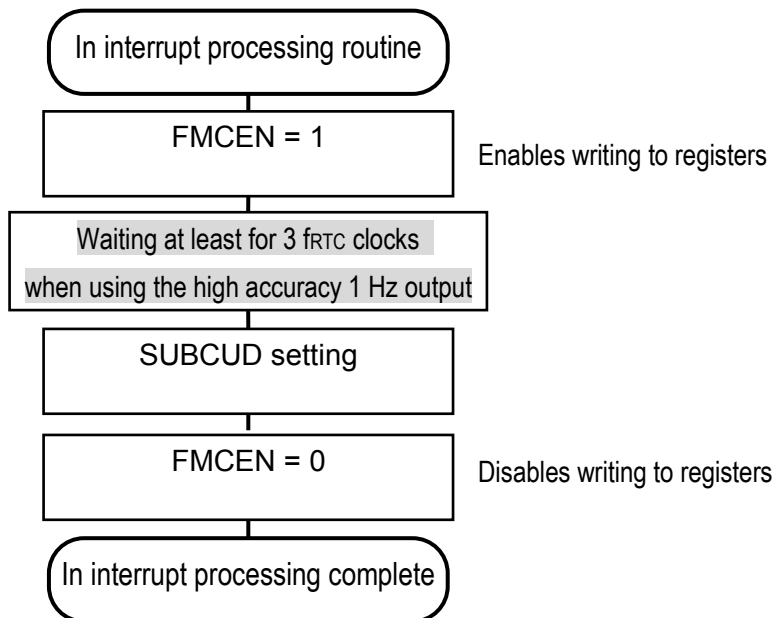 In interrupt processing routine
FMCEN = 1
Enables writing to registers
Waiting at least for 3 fRTC clocks
when using the high accuracy 1 Hz output
SUBCUD setting
FMCEN = 0
Disables writing to registers
In interrupt processing complete